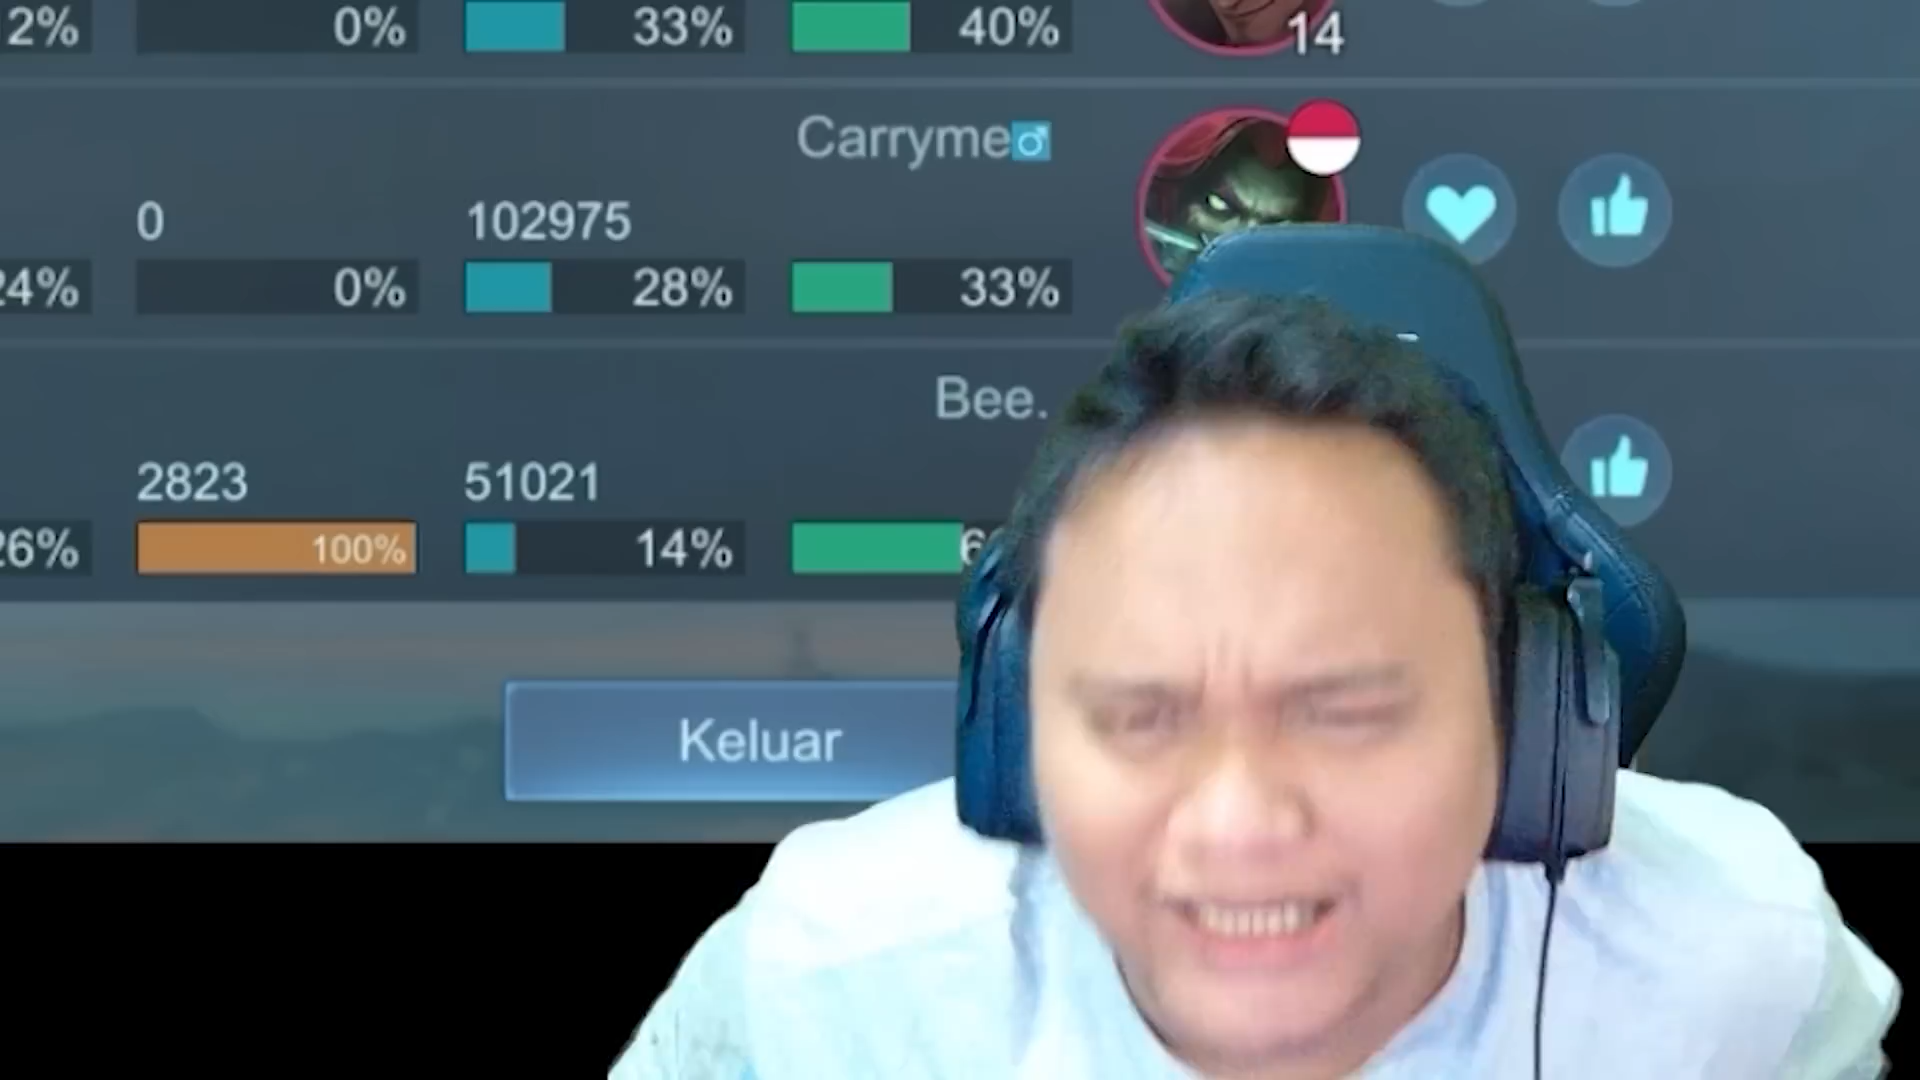 2% 0% 33% 40% 14
Carryme
0 102975
24% 0% 28% 33%
Bee.
2823 51021
26% 100% 14%
Keluar